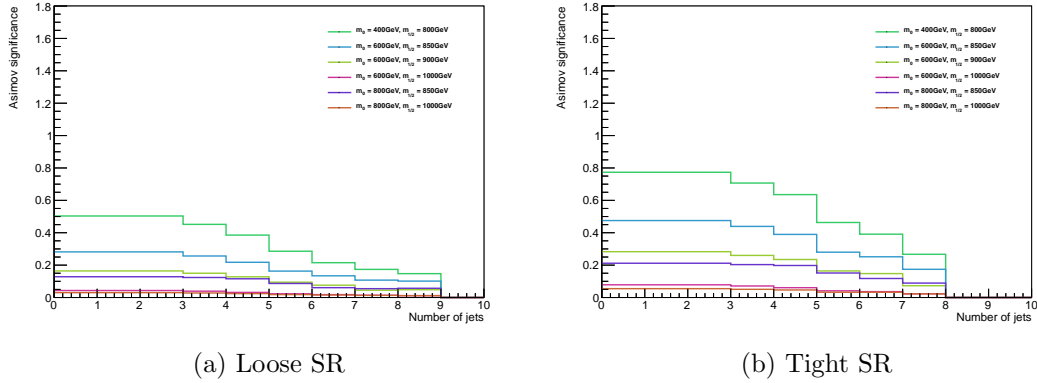 Asimov significance
1.8
1.6
1.4
1.2
1
0.8
0.6
0.4
0.2
0
m₀ = 400GeV, m₁/₂ = 800GeV
m₀ = 600GeV, m₁/₂ = 850GeV
m₀ = 600GeV, m₁/₂ = 900GeV
m₀ = 600GeV, m₁/₂ = 1000GeV
m₀ = 800GeV, m₁/₂ = 850GeV
m₀ = 800GeV, m₁/₂ = 1000GeV
0 1 2 3 4 5 6 7 8 9 10
Number of jets
(a) Loose SR
Asimov significance
1.8
1.6
1.4
1.2
1
0.8
0.6
0.4
0.2
0
m₀ = 400GeV, m₁/₂ = 800GeV
m₀ = 600GeV, m₁/₂ = 850GeV
m₀ = 600GeV, m₁/₂ = 900GeV
m₀ = 600GeV, m₁/₂ = 1000GeV
m₀ = 800GeV, m₁/₂ = 850GeV
m₀ = 800GeV, m₁/₂ = 1000GeV
0 1 2 3 4 5 6 7 8 9 10
Number of jets
(b) Tight SR